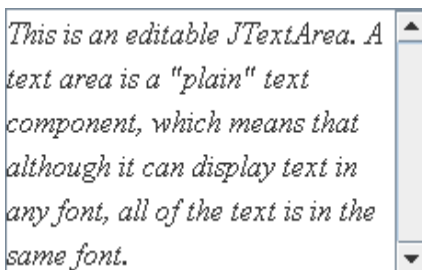 This is an editable JTextArea. A
text area is a "plain" text
component, which means that
although it can display text in
any font, all of the text is in the
same font.